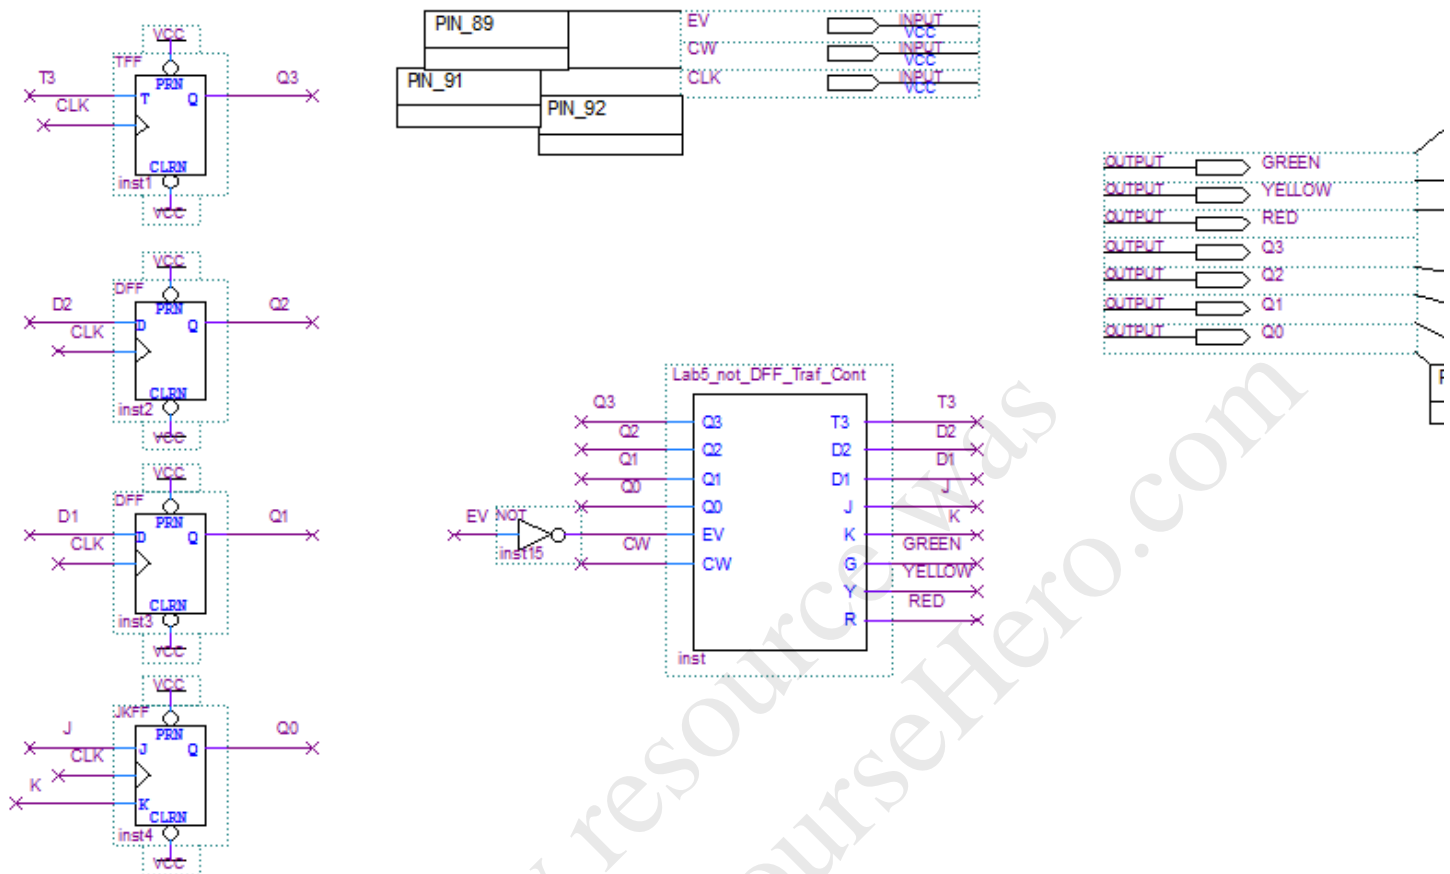 VCC
TFF
T3
Q3
PRN
T
Q
CLK
CLRN
inst1
VCC
VCC
DFF
D2
Q2
PRN
D
Q
CLK
CLRN
inst2
VCC
VCC
DFF
D1
Q1
PRN
D
Q
CLK
CLRN
inst3
VCC
VCC
JKFF
J
Q0
PRN
J
Q
CLK
K
K
CLRN
inst4
VCC
PIN_89
PIN_91
PIN_92
EV INPUT
VCC
CW INPUT
VCC
CLK INPUT
VCC
OUTPUT GREEN
OUTPUT YELLOW
OUTPUT RED
OUTPUT Q3
OUTPUT Q2
OUTPUT Q1
OUTPUT Q0
Lab5_not_DFF_Traf_Cont
Q3 Q3 T3 T3
Q2 Q2 D2 D2
Q1 Q1 D1 D1
Q0 Q0 J J
EV NOT EV K K
inst15
CW CW G GREEN
Y YELLOW
R RED
inst
resource was
urseHero.com